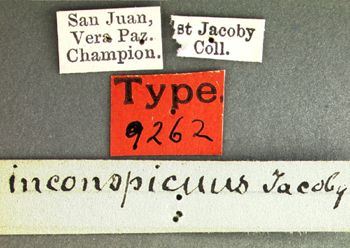 San Juan,
Vera Paz.
Champion.
st Jacoby
Coll.
Type.
9262
inconspicuus Jacoby